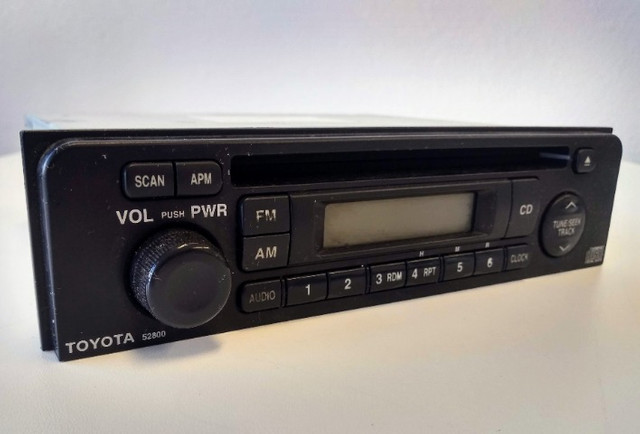 SCAN APM
VOL PUSH PWR
FM
AM
CD
TUNE/SEEK
TRACK
H M R
AUDIO 1 2 3 RDM 4 RPT 5 6 CLOCK
TOYOTA 52800